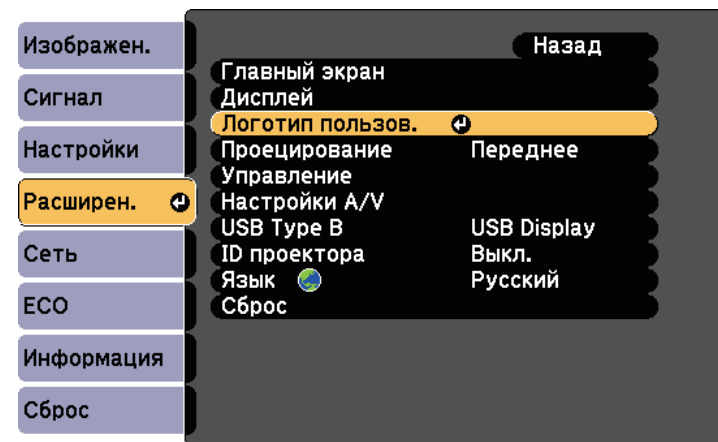 Изображен.
Сигнал
Настройки
Расширен.
Сеть
ECO
Информация
Сброс
Назад
Главный экран
Дисплей
Логотип пользов.
Проецирование Переднее
Управление
Настройки A/V
USB Type B USB Display
ID проектора Выкл.
Язык Русский
Сброс